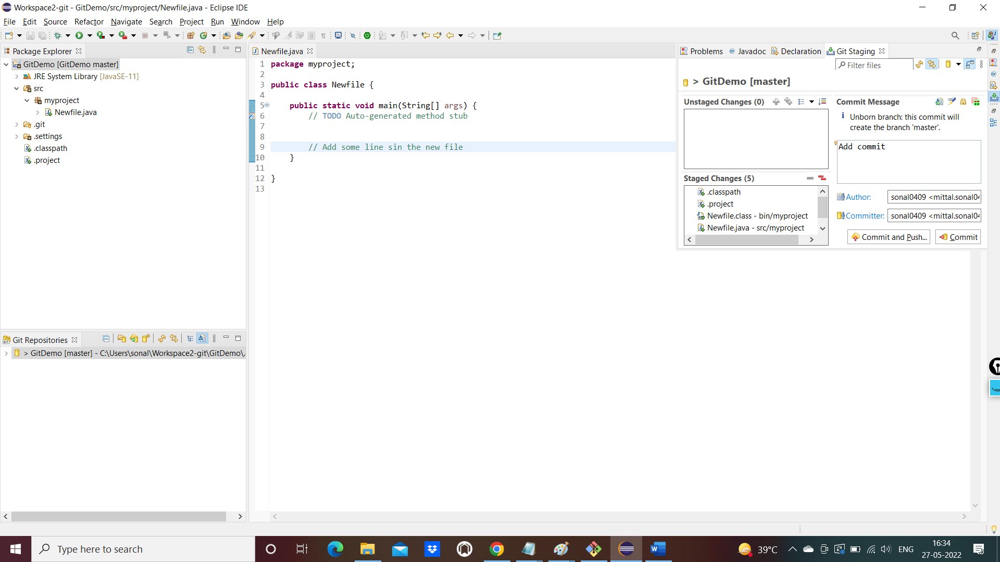 Workspace2-git - GitDemo/src/myproject/Newfile.java - Eclipse IDE
File Edit Source Refactor Navigate Search Project Run Window Help
Package Explorer
GitDemo [GitDemo master]
JRE System Library [JavaSE-11]
src
myproject
Newfile.java
.git
.settings
.classpath
.project
Git Repositories
> GitDemo [master] - C:\Users\sonal\Workspace2-git\GitDemo\.
Newfile.java
1 package myproject;
2
3 public class Newfile {
4
5 public static void main(String[] args) {
6 // TODO Auto-generated method stub
7
8
9 // Add some line sin the new file
10 }
11
12 }
13
Problems @ Javadoc Declaration Git Staging
Filter files
> GitDemo [master]
Unstaged Changes (0)
Staged Changes (5)
.classpath
.project
Newfile.class - bin/myproject
Newfile.java - src/myproject
Commit Message
Unborn branch: this commit will
create the branch 'master'.
Add commit
Author: sonal0409 <mittal.sonal04
Committer: sonal0409 <mittal.sonal04
Commit and Push... Commit
Type here to search
39°C ENG 16:34
27-05-2022